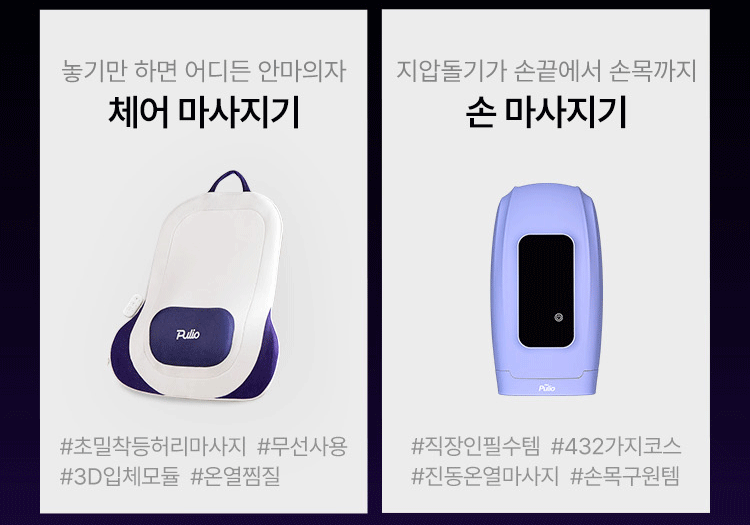 놓기만 하면 어디든 안마의자
체어 마사지기
Pulio
#초밀착등허리마사지 #무선사용
#3D입체모듈 #온열찜질
지압돌기가 손끝에서 손목까지
손 마사지기
Pulio
#직장인필수템 #432가지코스
#진동온열마사지 #손목구원템